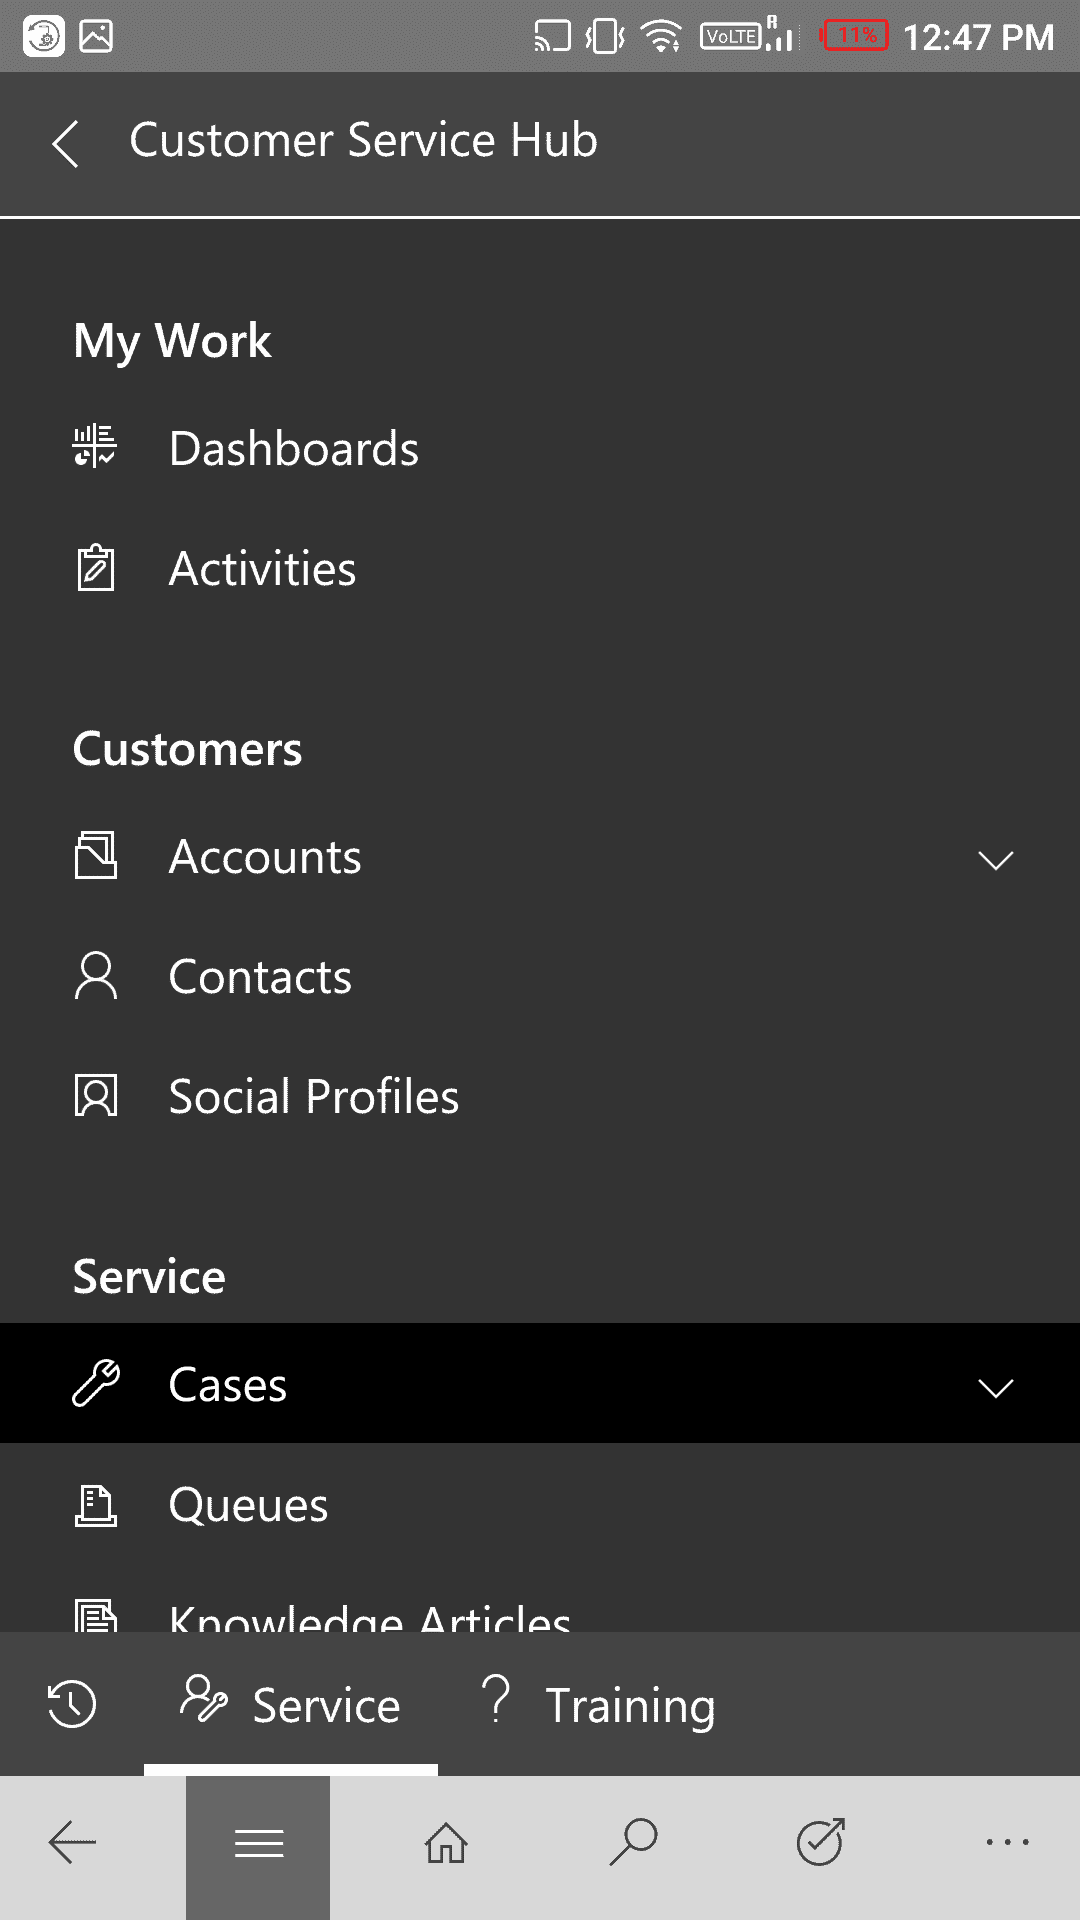 VoLTE R 11% 12:47 PM
Customer Service Hub
My Work
Dashboards
Activities
Customers
Accounts
Contacts
Social Profiles
Service
Cases
Queues
Knowledge Articles
Service ? Training